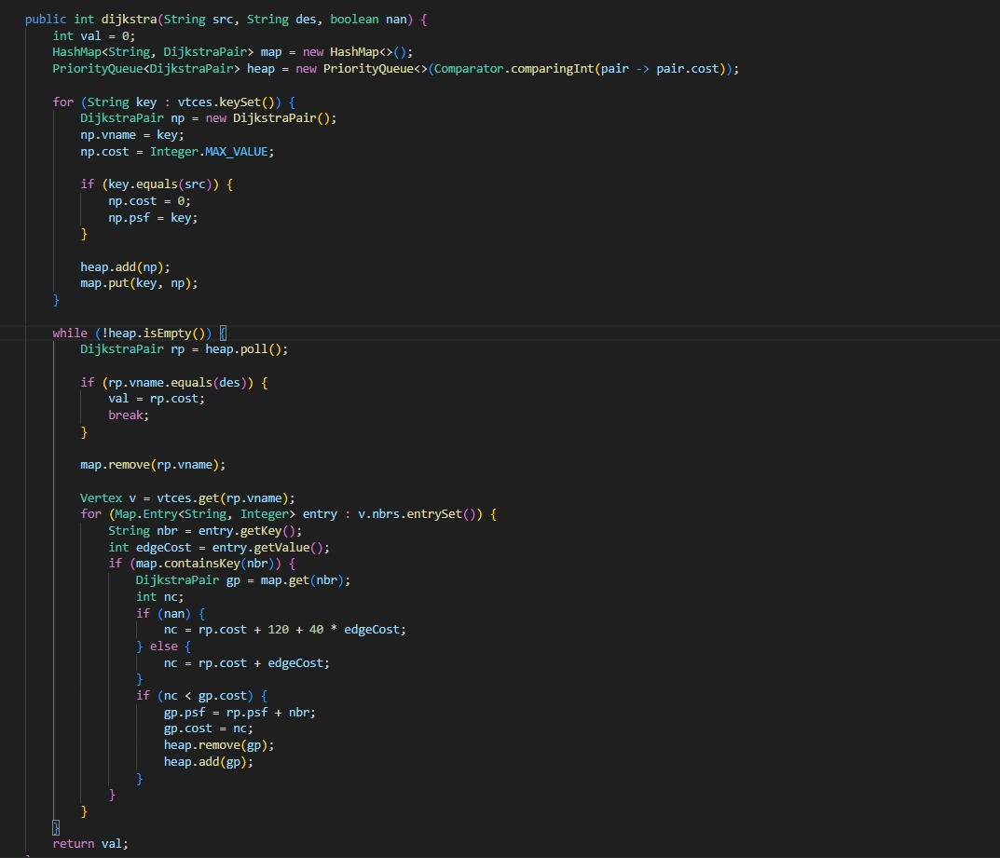 public int dijkstra(String src, String des, boolean nan) {
int val = 0;
HashMap<String, DijkstraPair> map = new HashMap<>();
PriorityQueue<DijkstraPair> heap = new PriorityQueue<>(Comparator.comparingInt(pair -> pair.cost));
for (String key : vtces.keySet()) {
DijkstraPair np = new DijkstraPair();
np.vname = key;
np.cost = Integer.MAX_VALUE;
if (key.equals(src)) {
np.cost = 0;
np.psf = key;
}
heap.add(np);
map.put(key, np);
}
while (!heap.isEmpty()) {
DijkstraPair rp = heap.poll();
if (rp.vname.equals(des)) {
val = rp.cost;
break;
}
map.remove(rp.vname);
Vertex v = vtces.get(rp.vname);
for (Map.Entry<String, Integer> entry : v.nbrs.entrySet()) {
String nbr = entry.getKey();
int edgeCost = entry.getValue();
if (map.containsKey(nbr)) {
DijkstraPair gp = map.get(nbr);
int nc;
if (nan) {
nc = rp.cost + 120 + 40 * edgeCost;
} else {
nc = rp.cost + edgeCost;
}
if (nc < gp.cost) {
gp.psf = rp.psf + nbr;
gp.cost = nc;
heap.remove(gp);
heap.add(gp);
}
}
}
}
return val;